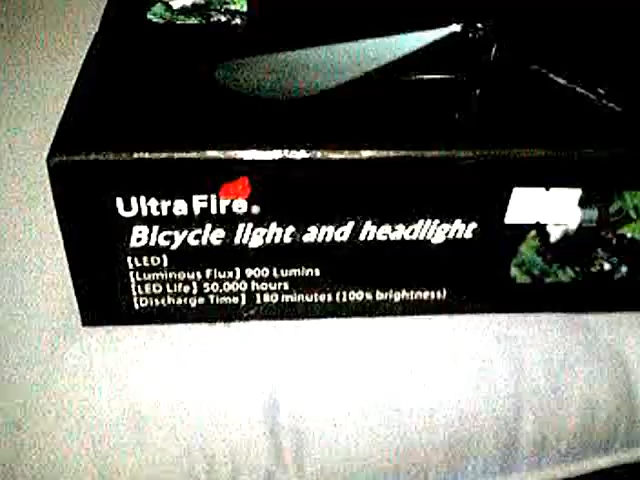 UltraFire.
Bicycle light and headlight
[LED]
[Luminous Flux] 900 Lumins
[LED Life] 50,000 hours
[Discharge Time] 180 minutes (100% brightness)